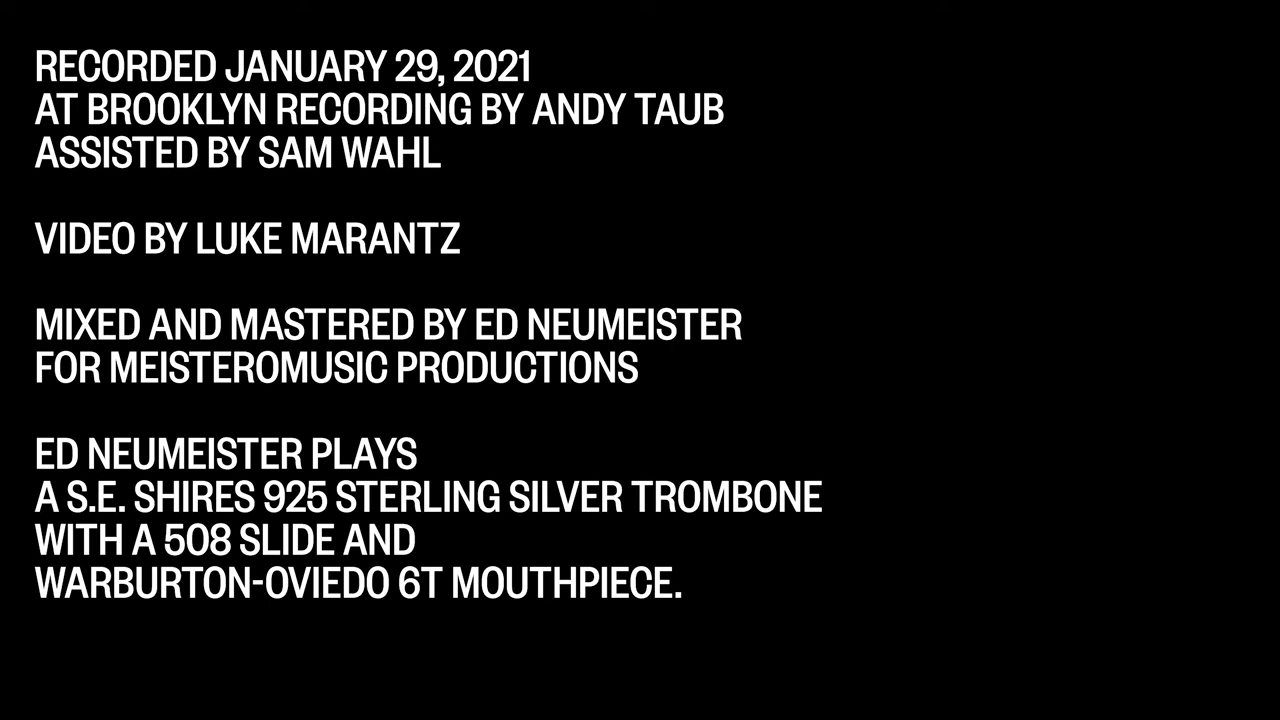 RECORDED JANUARY 29, 2021
AT BROOKLYN RECORDING BY ANDY TAUB
ASSISTED BY SAM WAHL
VIDEO BY LUKE MARANTZ
MIXED AND MASTERED BY ED NEUMEISTER
FOR MEISTEROMUSIC PRODUCTIONS
ED NEUMEISTER PLAYS
A S.E. SHIRES 925 STERLING SILVER TROMBONE
WITH A 508 SLIDE AND
WARBURTON-OVIEDO 6T MOUTHPIECE.